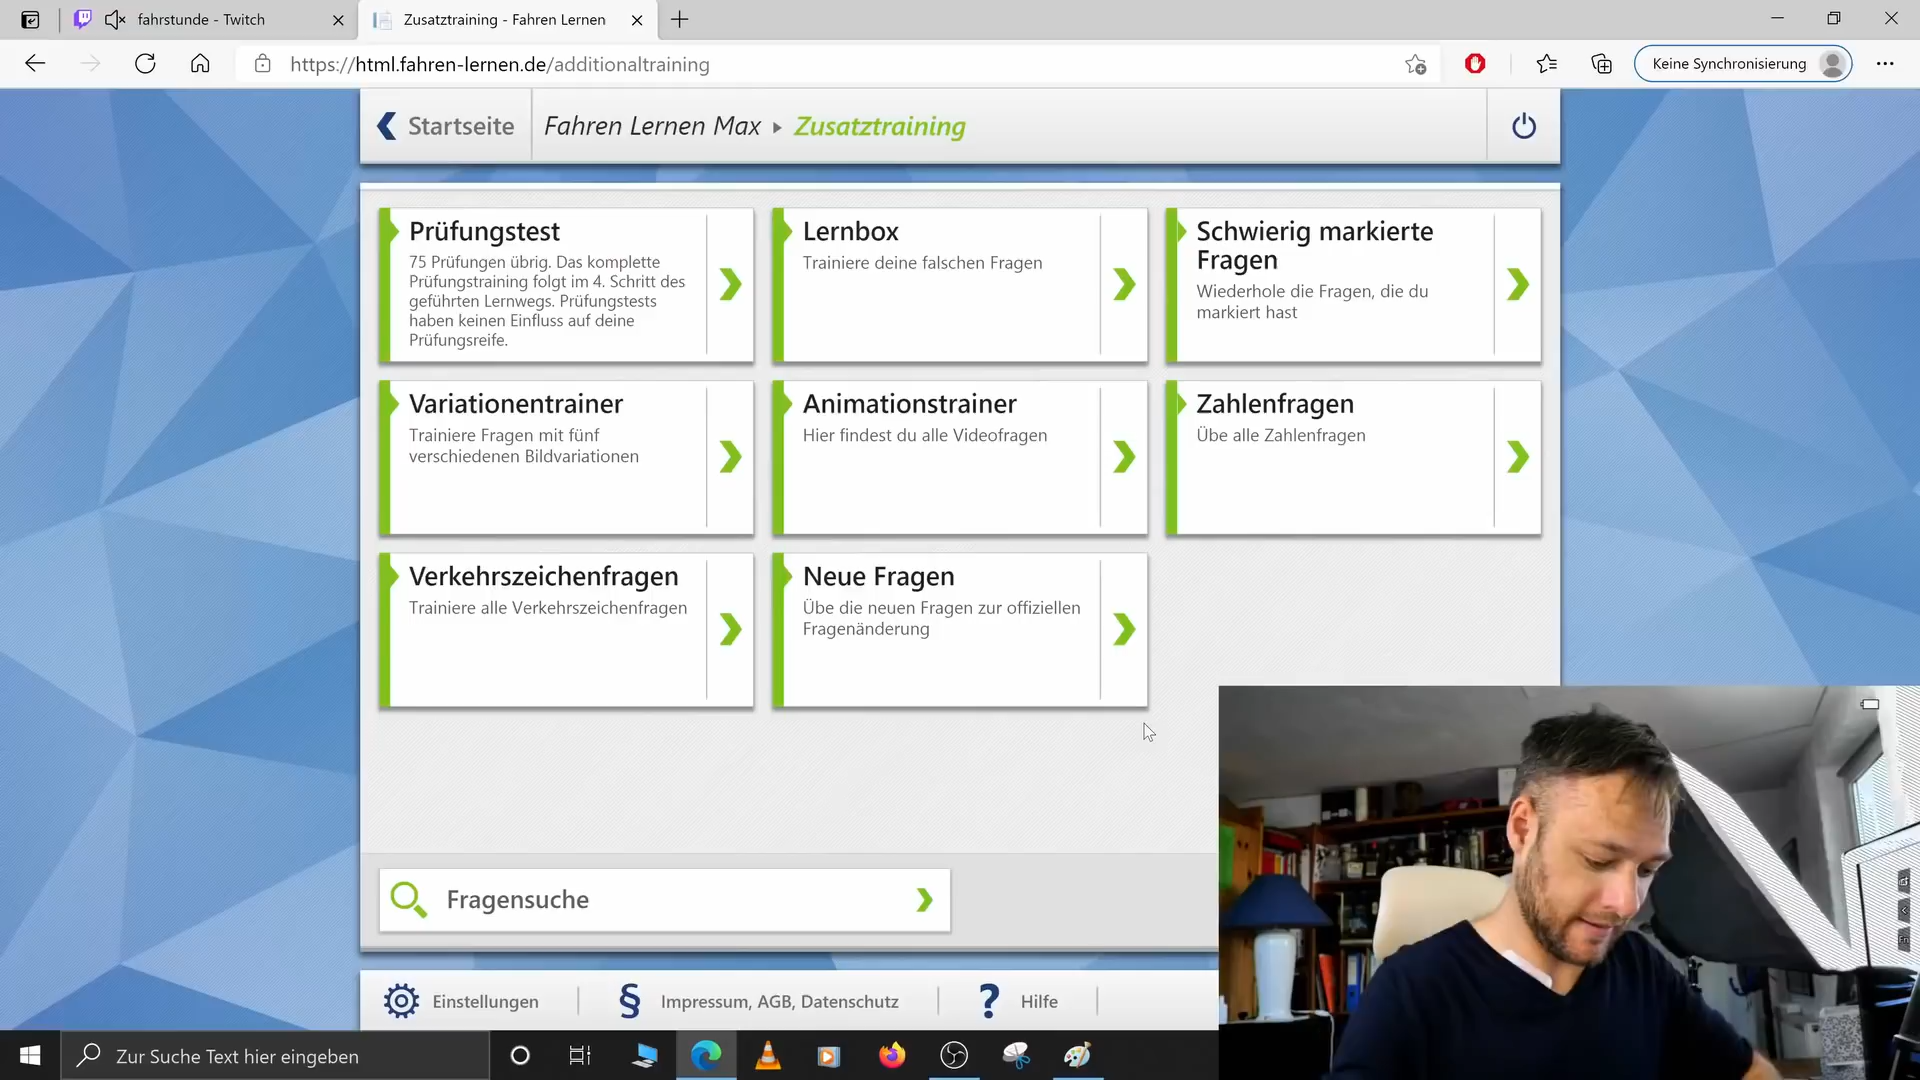 fahrstunde - Twitch
Zusatztraining - Fahren Lernen
https://html.fahren-lernen.de/additionaltraining
Keine Synchronisierung
Startseite
Fahren Lernen Max ▸ Zusatztraining
Prüfungstest
75 Prüfungen übrig. Das komplette
Prüfungstraining folgt im 4. Schritt des
geführten Lernwegs. Prüfungstests
haben keinen Einfluss auf deine
Prüfungsreife.
Lernbox
Trainiere deine falschen Fragen
Schwierig markierte
Fragen
Wiederhole die Fragen, die du
markiert hast
Variationentrainer
Trainiere Fragen mit fünf
verschiedenen Bildvariationen
Animationstrainer
Hier findest du alle Videofragen
Zahlenfragen
Übe alle Zahlenfragen
Verkehrszeichenfragen
Trainiere alle Verkehrszeichenfragen
Neue Fragen
Übe die neuen Fragen zur offiziellen
Fragenänderung
Fragensuche
Einstellungen
§ Impressum, AGB, Datenschutz
? Hilfe
Zur Suche Text hier eingeben